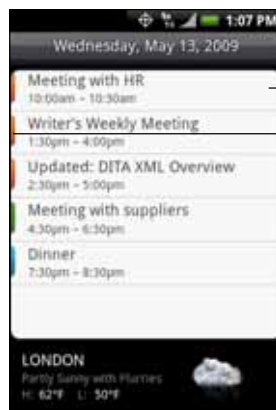 1:07 PM
Wednesday, May 13, 2009
Meeting with HR
10:00am - 10:30am
Writer's Weekly Meeting
1:30pm - 4:00pm
Updated: DITA XML Overview
2:30pm - 5:00pm
Meeting with suppliers
4:30pm - 6:30pm
Dinner
7:30pm - 8:30pm
LONDON
Partly Sunny with Flurries
H: 62°F L: 50°F